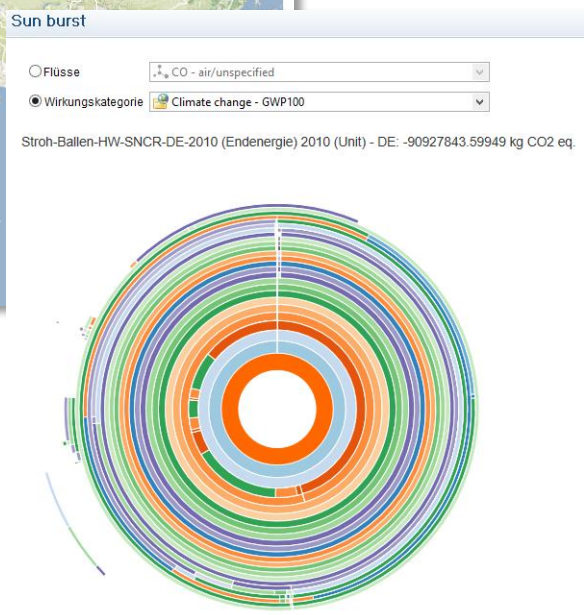 Sun burst
Flüsse CO - air/unspecified
Wirkungskategorie Climate change - GWP100
Stroh-Ballen-HW-SNCR-DE-2010 (Endenergie) 2010 (Unit) - DE: -90927843.59949 kg CO2 eq.